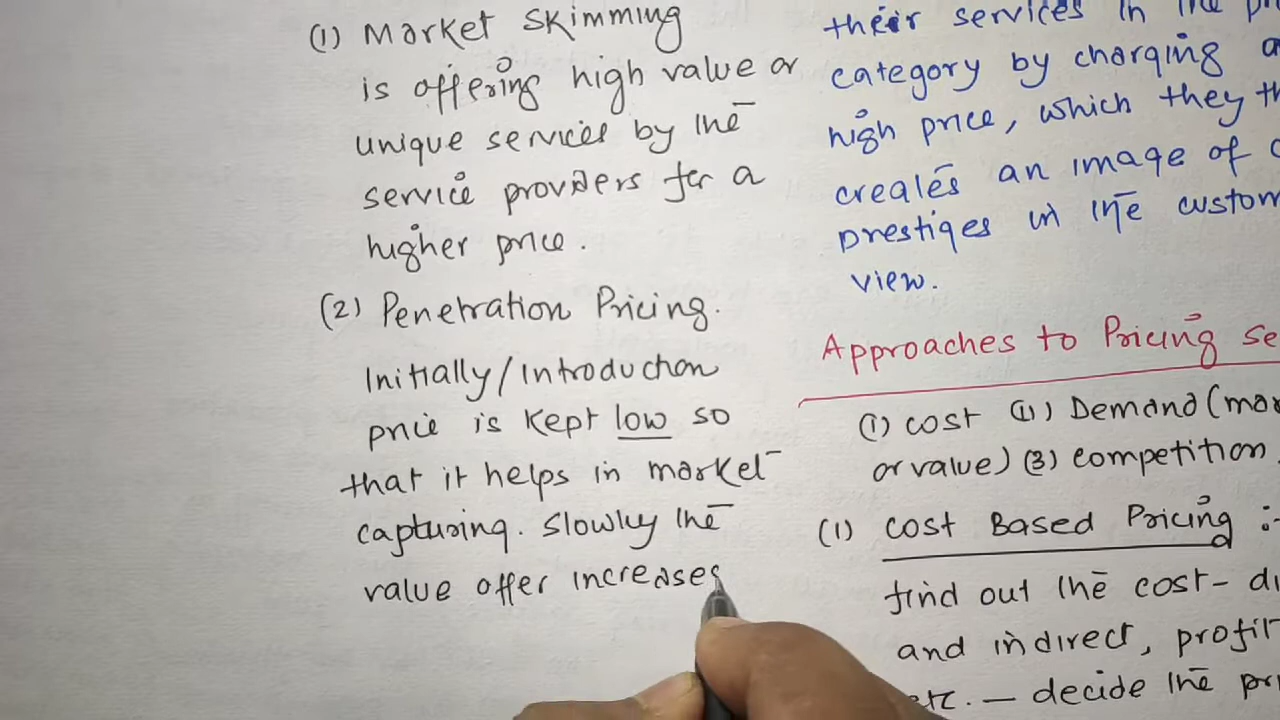 (1) Market Skimming
is offering high value or
unique services by the
service providers for a
higher price.
(2) Penetration Pricing.
Initially/introduction
price is kept low so
that it helps in market
capturing. Slowly the
value offer increases
their services in the
category by charging
high price, which they
creates an image of
prestiges in the
view.
Approaches to Pricing
(1) cost (2) Demand
or value) (3) competition
(1) Cost Based Pricing :-
find out the cost-
and indirect, profit
etc. — decide the